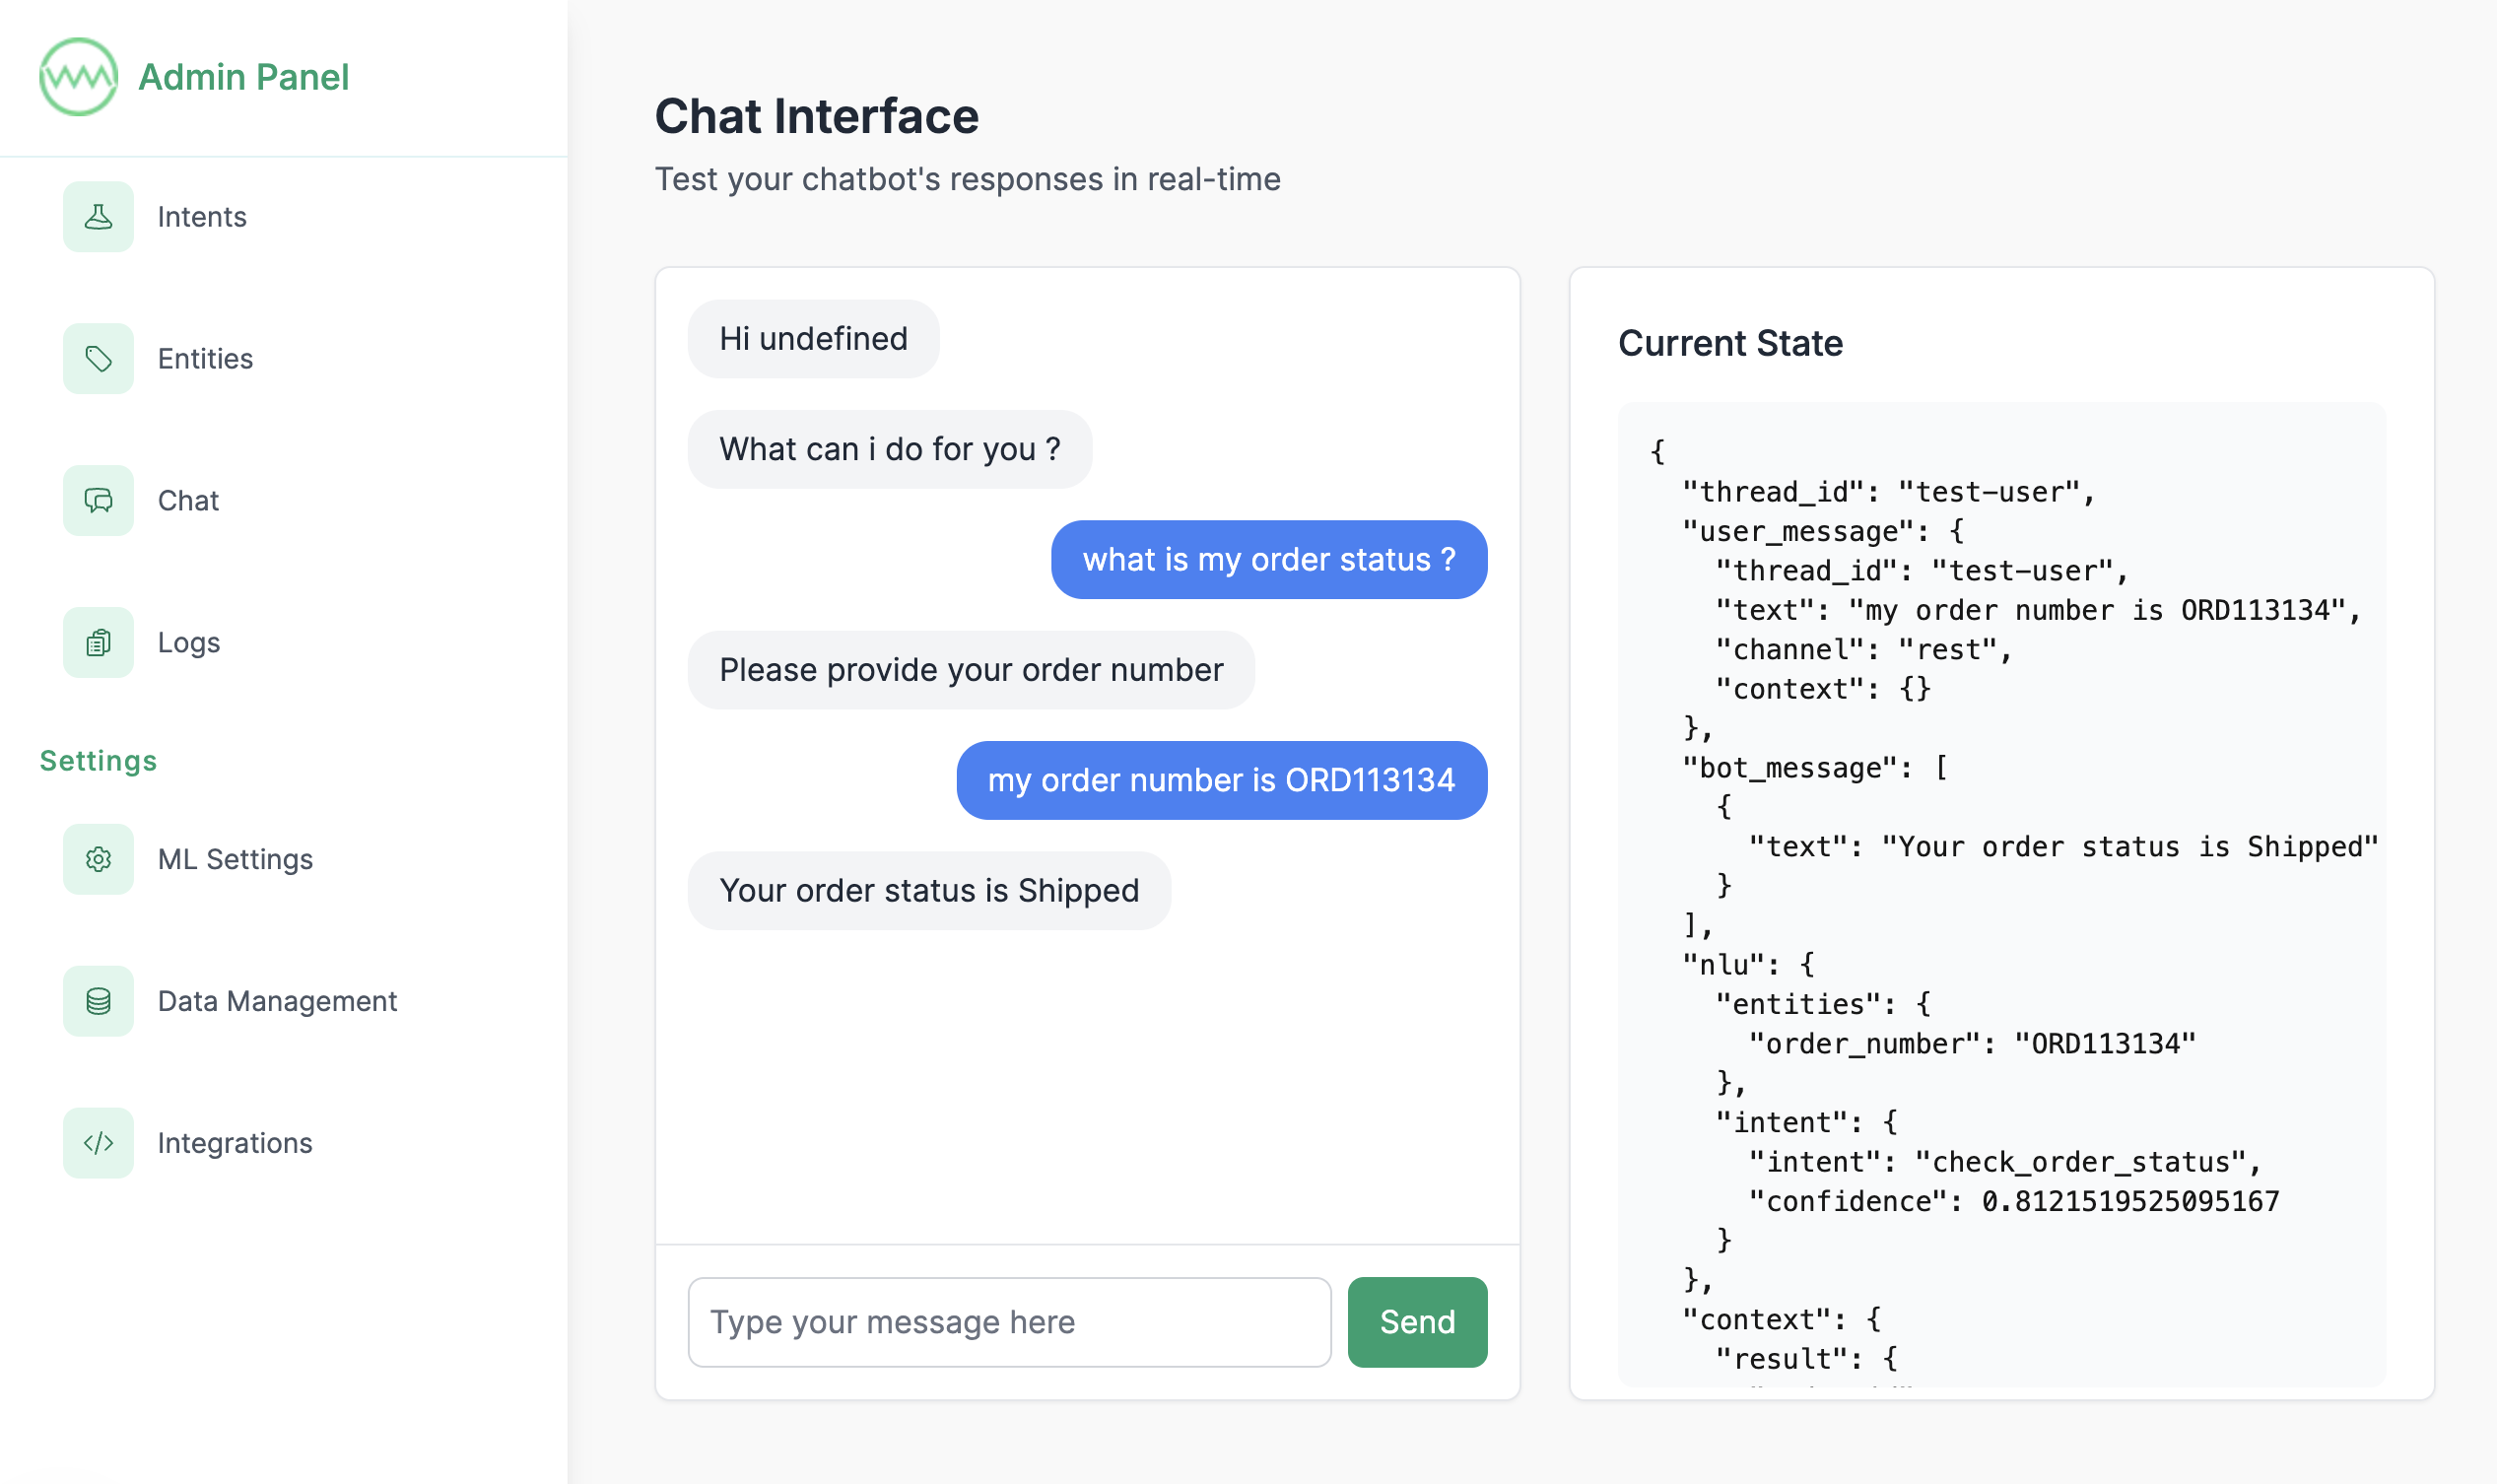 Admin Panel
Intents
Entities
Chat
Logs
Settings
ML Settings
Data Management
Integrations
Chat Interface
Test your chatbot's responses in real-time
Hi undefined
What can i do for you ?
what is my order status ?
Please provide your order number
my order number is ORD113134
Your order status is Shipped
Type your message here
Send
Current State
{
  "thread_id": "test-user",
  "user_message": {
    "thread_id": "test-user",
    "text": "my order number is ORD113134",
    "channel": "rest",
    "context": {}
  },
  "bot_message": [
    {
      "text": "Your order status is Shipped"
    }
  ],
  "nlu": {
    "entities": {
      "order_number": "ORD113134"
    },
    "intent": {
      "intent": "check_order_status",
      "confidence": 0.8121519525095167
    }
  },
  "context": {
    "result": {